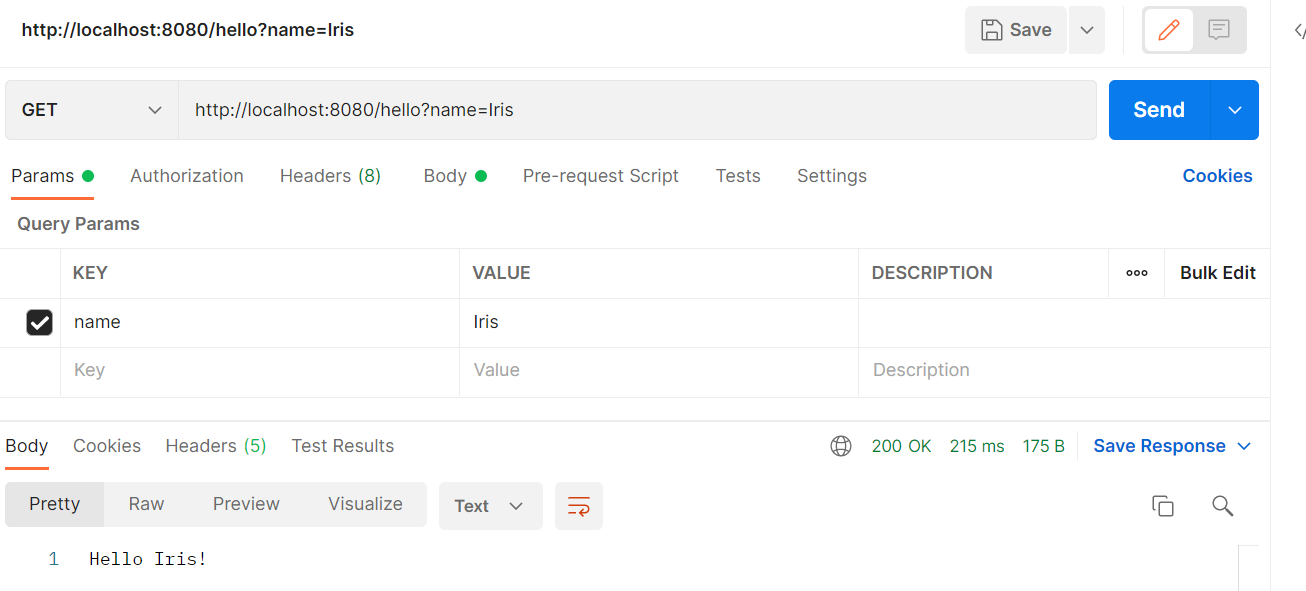 http://localhost:8080/hello?name=Iris
Save
GET
http://localhost:8080/hello?name=Iris
Send
Params Authorization Headers (8) Body Pre-request Script Tests Settings Cookies
Query Params
KEY VALUE DESCRIPTION ooo Bulk Edit
name Iris
Key Value Description
Body Cookies Headers (5) Test Results 200 OK 215 ms 175 B Save Response
Pretty Raw Preview Visualize Text
1 Hello Iris!